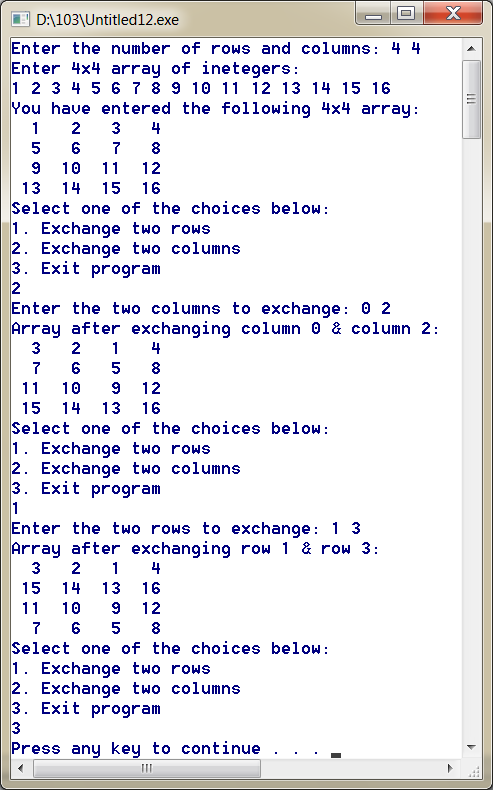 D:\103\Untitled12.exe
Enter the number of rows and columns: 4 4
Enter 4x4 array of inetegers:
1 2 3 4 5 6 7 8 9 10 11 12 13 14 15 16
You have entered the following 4x4 array:
  1   2   3   4
  5   6   7   8
  9  10  11  12
 13  14  15  16
Select one of the choices below:
1. Exchange two rows
2. Exchange two columns
3. Exit program
2
Enter the two columns to exchange: 0 2
Array after exchanging column 0 & column 2:
  3   2   1   4
  7   6   5   8
 11  10   9  12
 15  14  13  16
Select one of the choices below:
1. Exchange two rows
2. Exchange two columns
3. Exit program
1
Enter the two rows to exchange: 1 3
Array after exchanging row 1 & row 3:
  3   2   1   4
 15  14  13  16
 11  10   9  12
  7   6   5   8
Select one of the choices below:
1. Exchange two rows
2. Exchange two columns
3. Exit program
3
Press any key to continue . . .